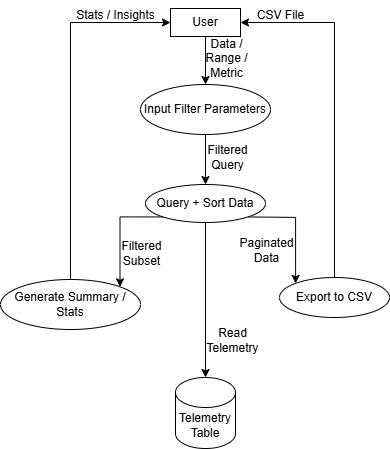 Stats / Insights
User
CSV File
Data /
Range /
Metric
Input Filter Parameters
Filtered
Query
Query + Sort Data
Filtered
Subset
Paginated
Data
Generate Summary /
Stats
Export to CSV
Read
Telemetry
Telemetry
Table